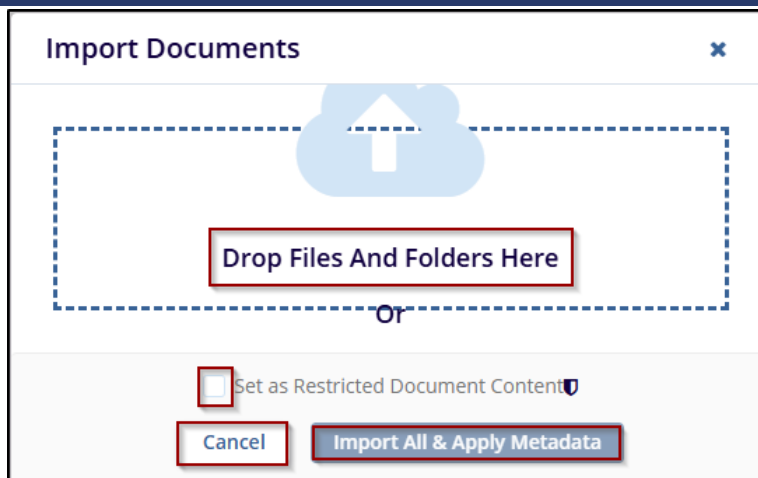 Import Documents
Drop Files And Folders Here
Or
Set as Restricted Document Content
Cancel
Import All & Apply Metadata